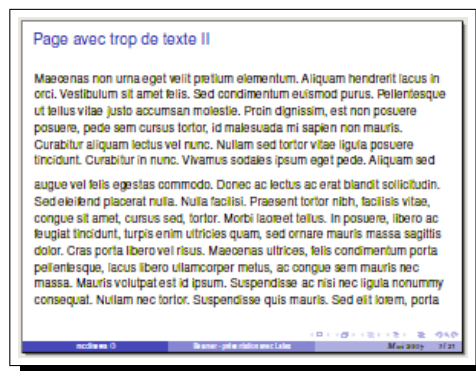 Page avec trop de texte II
Maecenas non urna eget velit pretium elementum. Aliquam hendrerit lacus in
orci. Vestibulum sit amet felis. Sed condimentum euismod purus. Pellentesque
ut tellus vitae justo accumsan molestie. Proin dignissim, est non posuere
posuere, pede sem cursus tortor, id malesuada mi sapien non mauris.
Curabitur aliquam lectus vel nunc. Nullam sed tortor vitae ligula posuere
tincidunt. Curabitur in nunc. Vivamus sodales ipsum eget pede. Aliquam sed
augue vel felis egestas commodo. Donec ac lectus ac erat blandit sollicitudin.
Sed eleifend placerat nulla. Nulla facilisi. Praesent tortor nibh, facilisis vitae,
congue sit amet, cursus sed, tortor. Morbi laoreet tellus. In posuere, libero ac
feugiat tincidunt, turpis enim ultricies quam, sed ornare mauris massa sagittis
dolor. Cras porta libero vel risus. Maecenas ultrices, felis condimentum porta
pellentesque, lacus libero ullamcorper metus, ac congue sem mauris nec
massa. Mauris volutpat est id ipsum. Suspendisse ac nisi nec ligula nonummy
consequat. Nullam nec tortor. Suspendisse quis mauris. Sed elit lorem, porta
Beamer - présentation avec Latex
Mai 2007 7/21